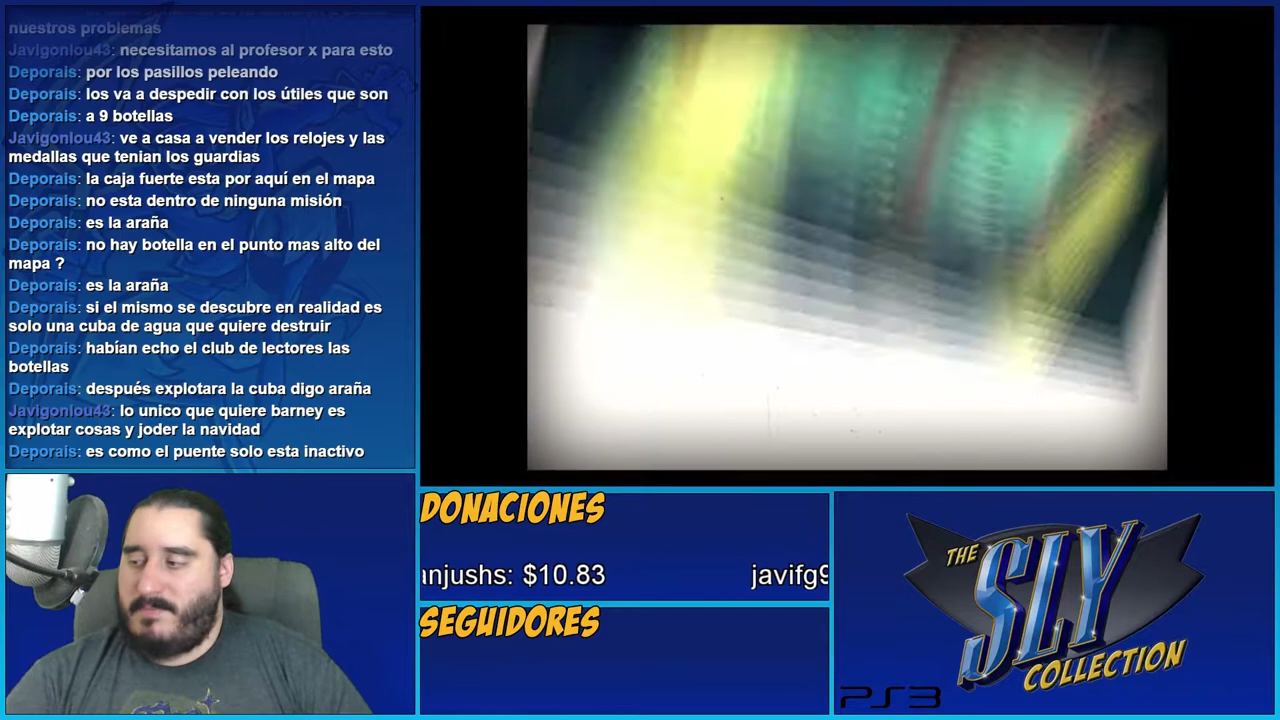 nuestros problemas
Javigonlou43: necesitamos al profesor x para esto
Deporais: por los pasillos peleando
Deporais: los va a despedir con los útiles que son
Deporais: a 9 botellas
Javigonlou43: ve a casa a vender los relojes y las
medallas que tenian los guardias
Deporais: la caja fuerte esta por aquí en el mapa
Deporais: no esta dentro de ninguna misión
Deporais: es la araña
Deporais: no hay botella en el punto mas alto del
mapa ?
Deporais: es la araña
Deporais: si el mismo se descubre en realidad es
solo una cuba de agua que quiere destruir
Deporais: habían echo el club de lectores las
botellas
Deporais: después explotara la cuba digo araña
Javigonlou43: lo unico que quiere barney es
explotar cosas y joder la navidad
Deporais: es como el puente solo esta inactivo
DONACIONES
anjushs: $10.83 javifg9
SEGUIDORES
THE
SLY
COLLECTION
PS3